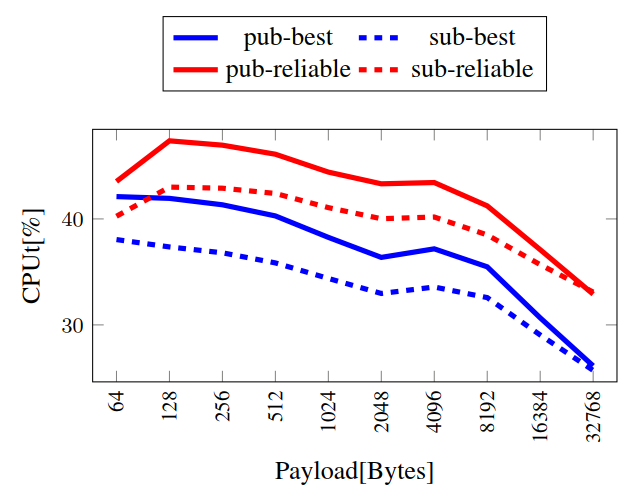 pub-best sub-best
pub-reliable sub-reliable
40
30
CPUt[%]
64 128 256 512 1024 2048 4096 8192 16384 32768
Payload[Bytes]